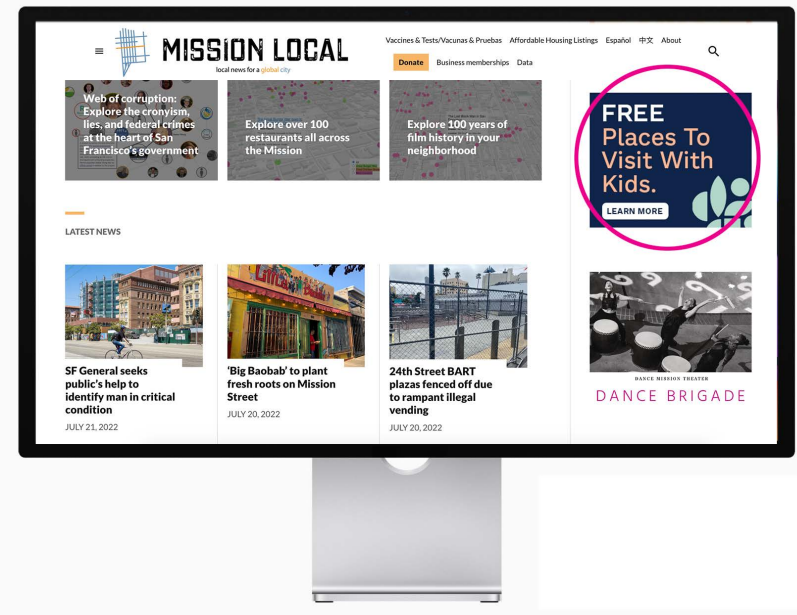 MISSION LOCAL
local news for a global city
Vaccines & Tests/Vacunas & Pruebas Affordable Housing Listings Español 中文 About
Donate Business memberships Data
Web of corruption:
Explore the cronyism,
lies, and federal crimes
at the heart of San
Francisco's government
Explore over 100
restaurants all across
the Mission
Explore 100 years of
film history in your
neighborhood
FREE
Places To
Visit With
Kids.
LEARN MORE
LATEST NEWS
SF General seeks
public's help to
identify man in critical
condition
JULY 21, 2022
'Big Baobab' to plant
fresh roots on Mission
Street
JULY 20, 2022
24th Street BART
plazas fenced off due
to rampant illegal
vending
JULY 20, 2022
DANCE MISSION THEATER
DANCE BRIGADE